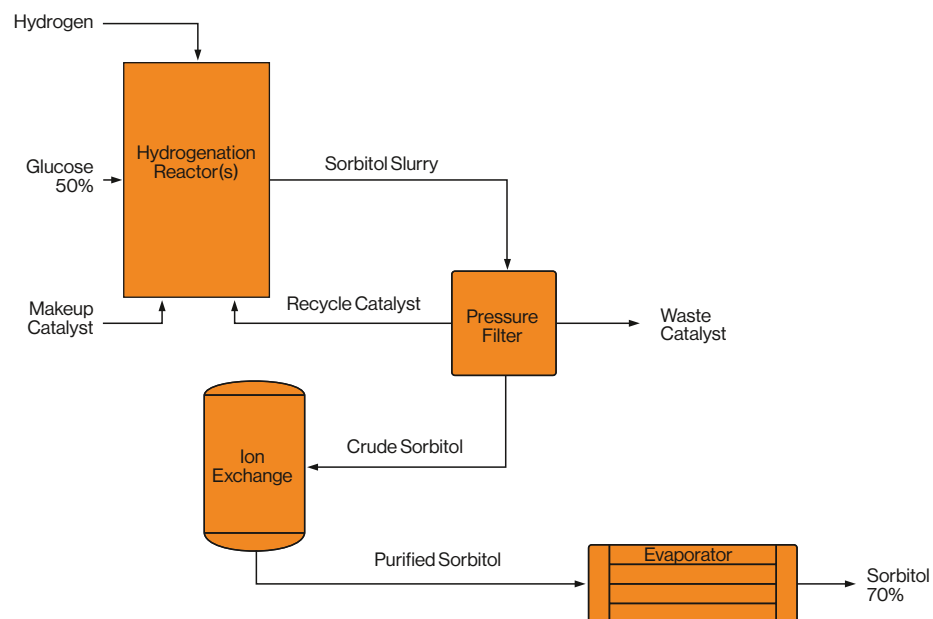 Hydrogen
Hydrogenation
Reactor(s)
Glucose
50%
Sorbitol Slurry
Makeup
Catalyst
Recycle Catalyst
Pressure
Filter
Waste
Catalyst
Ion
Exchange
Crude Sorbitol
Purified Sorbitol
Evaporator
Sorbitol
70%